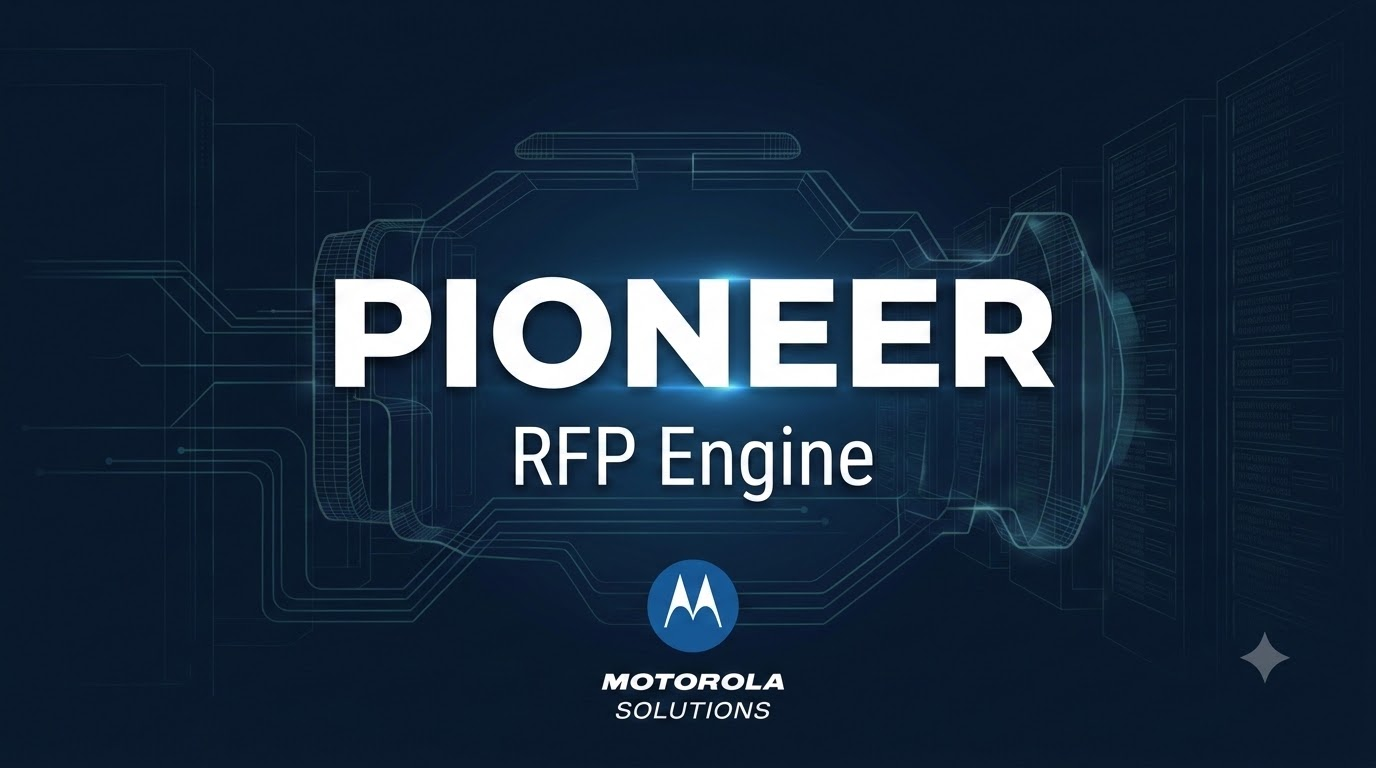 PIONEER
RFP Engine
MOTOROLA
SOLUTIONS